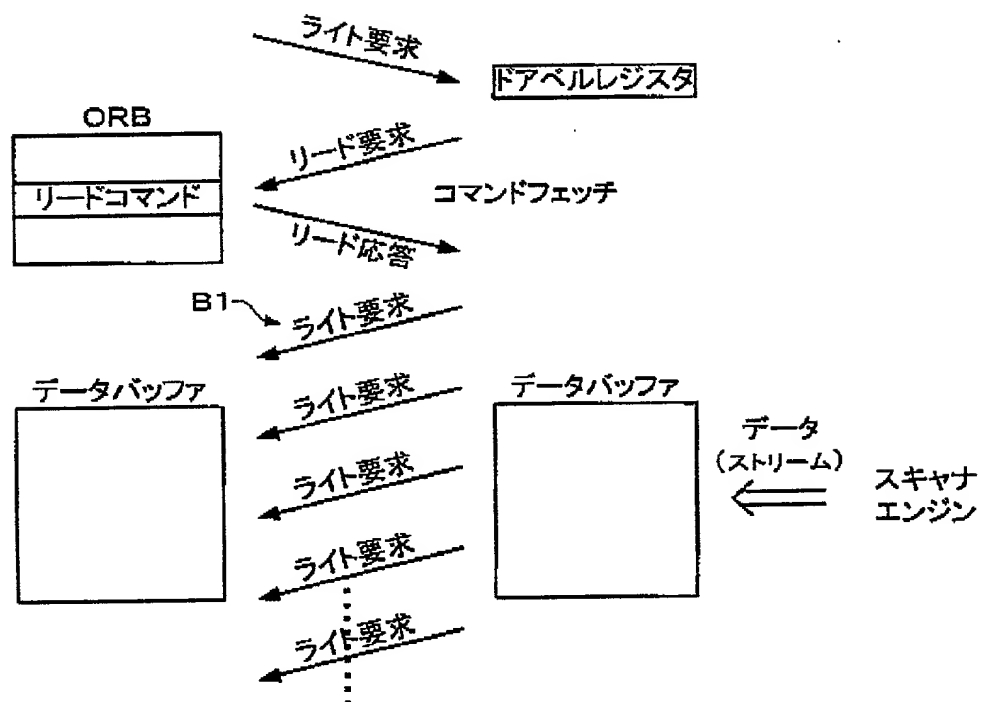 ライト要求
ドアベルレジスタ
ORB
リード要求
リードコマンド
コマンドフェッチ
リード応答
B1
ライト要求
データバッファ
データバッファ
ライト要求
データ
(ストリーム)
スキャナ
エンジン
ライト要求
ライト要求
ライト要求